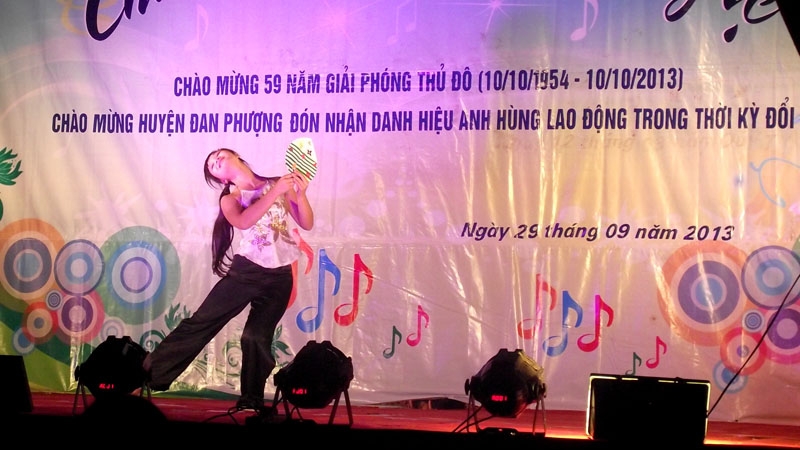 CHÀO MỪNG 59 NĂM GIẢI PHÓNG THỦ ĐÔ (10/10/1954 - 10/10/2013)
CHÀO MỪNG HUYỆN ĐAN PHƯỢNG ĐÓN NHẬN DANH HIỆU ANH HÙNG LAO ĐỘNG TRONG THỜI KỲ ĐỔI
Ngày 29 tháng 09 năm 2013